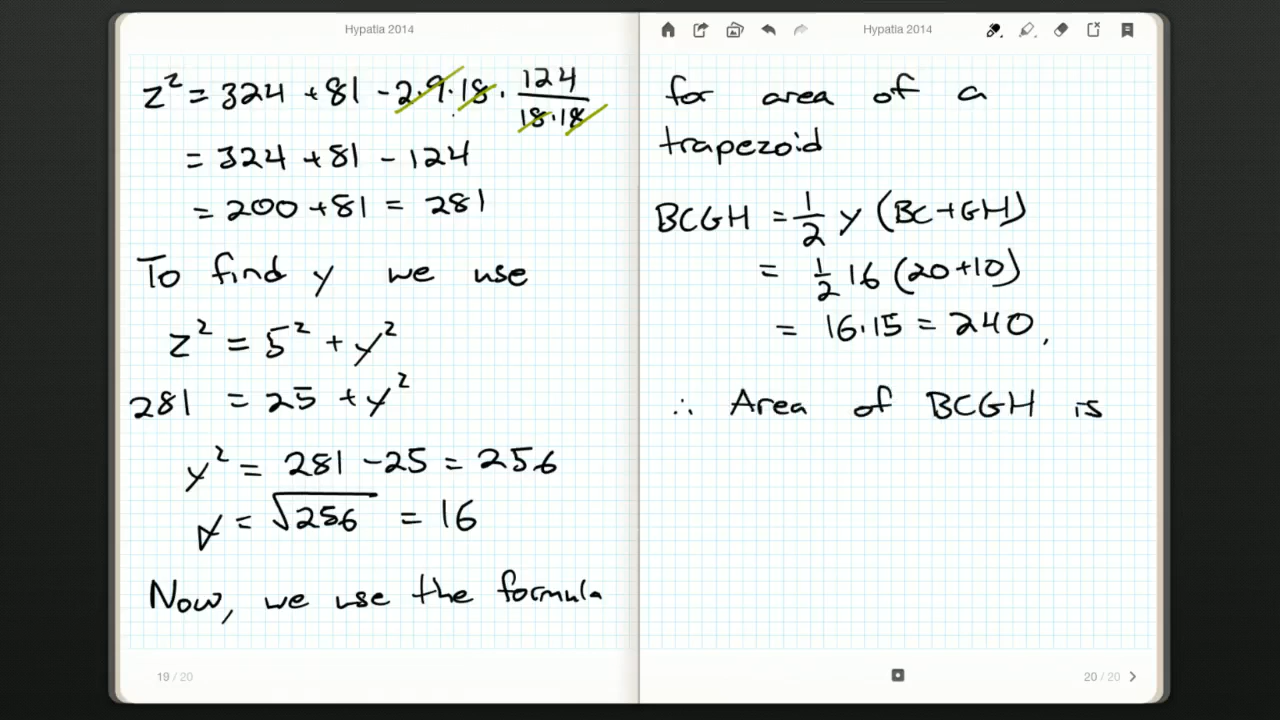 Hypatia 2014
z² = 324 + 81 - 2·9·18 · 124/18·18
= 324 + 81 - 124
= 200 + 81 = 281
To find y we use
z² = 5² + y²
281 = 25 + y²
y² = 281 - 25 = 256
y = √256 = 16
Now, we use the formula
19 / 20
Hypatia 2014
for area of a
trapezoid
BCGH = 1/2 y (BC+GH)
= 1/2 16 (20+10)
= 16·15 = 240,
∴ Area of BCGH is
20 / 20